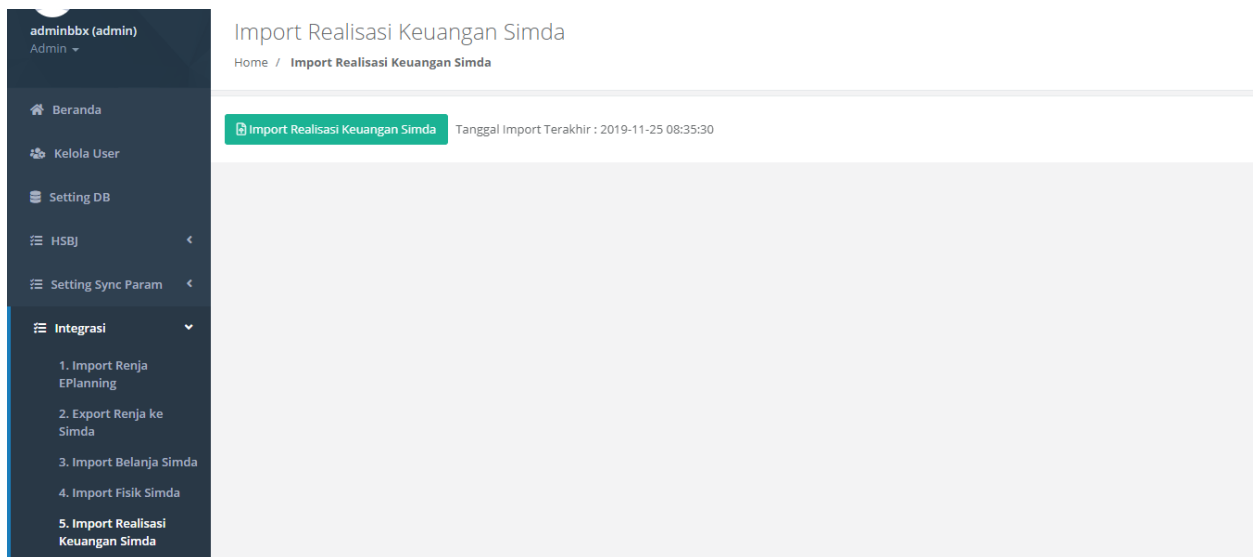 adminbbx (admin)
Admin
Beranda
Kelola User
Setting DB
HSBJ
Setting Sync Param
Integrasi
1. Import Renja
EPlanning
2. Export Renja ke
Simda
3. Import Belanja Simda
4. Import Fisik Simda
5. Import Realisasi
Keuangan Simda
Import Realisasi Keuangan Simda
Home / Import Realisasi Keuangan Simda
Import Realisasi Keuangan Simda Tanggal Import Terakhir : 2019-11-25 08:35:30